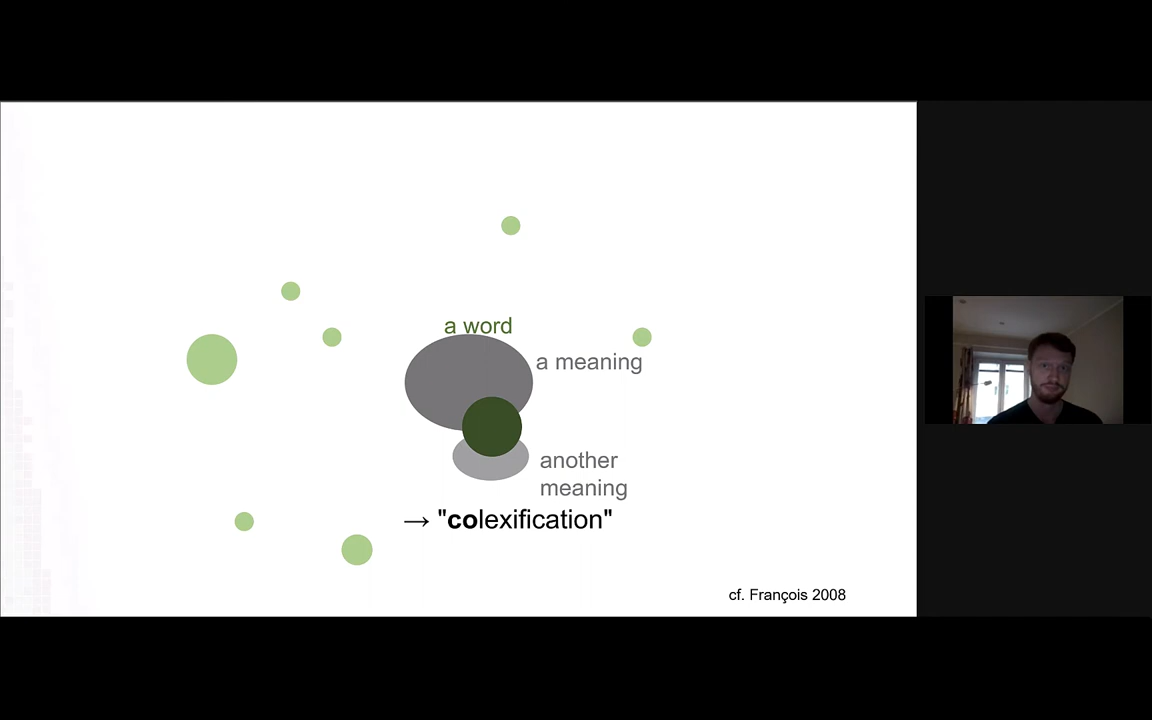 a word
a meaning
another
meaning
→ "colexification"
cf. François 2008